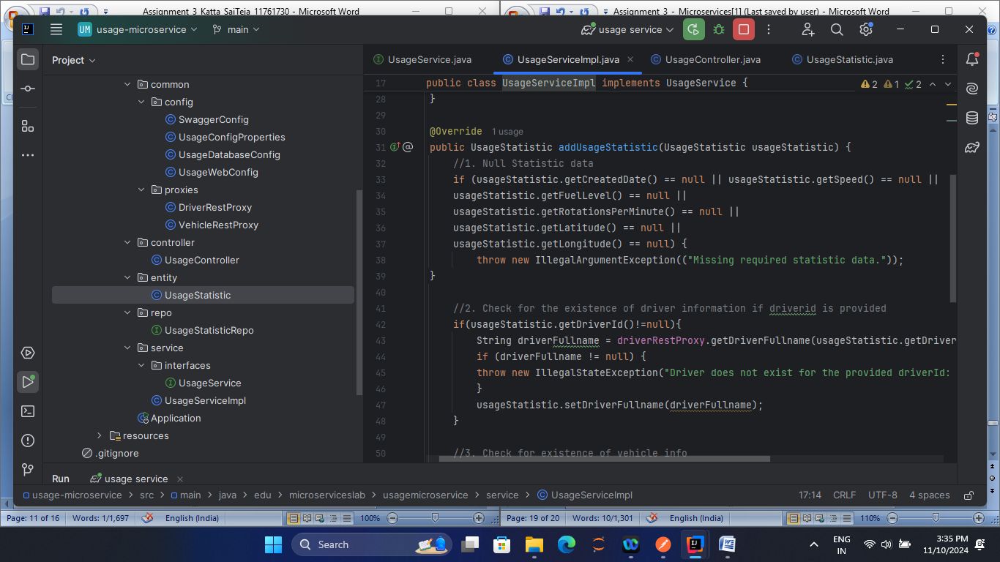 Assignment_3_Katta_SaiTeja_11761730 - Microsoft Word
Assignment_3_-_Microservices[1] (Last saved by user) - Microsoft Word
UM usage-microservice
main
usage service
Project
UsageService.java
UsageServiceImpl.java
UsageController.java
UsageStatistic.java
common
config
SwaggerConfig
UsageConfigProperties
UsageDatabaseConfig
UsageWebConfig
proxies
DriverRestProxy
VehicleRestProxy
controller
UsageController
entity
UsageStatistic
repo
UsageStatisticRepo
service
interfaces
UsageService
UsageServiceImpl
Application
resources
.gitignore
17 public class UsageServiceImpl implements UsageService {
2 1 2
28 }
29
30 @Override 1 usage
31 public UsageStatistic addUsageStatistic(UsageStatistic usageStatistic) {
32 //1. Null Statistic data
33 if (usageStatistic.getCreatedDate() == null || usageStatistic.getSpeed() == null ||
34 usageStatistic.getFuelLevel() == null ||
35 usageStatistic.getRotationsPerMinute() == null ||
36 usageStatistic.getLatitude() == null ||
37 usageStatistic.getLongitude() == null) {
38 throw new IllegalArgumentException(("Missing required statistic data."));
39 }
40
41 //2. Check for the existence of driver information if driverid is provided
42 if(usageStatistic.getDriverId()!=null){
43 String driverFullname = driverRestProxy.getDriverFullname(usageStatistic.getDriver
44 if (driverFullname != null) {
45 throw new IllegalStateException("Driver does not exist for the provided driverId:
46 }
47 usageStatistic.setDriverFullname(driverFullname);
48 }
49
50 //3. Check for existence of vehicle info
Run
usage service
usage-microservice > src > main > java > edu > microserviceslab > usagemicroservice > service > UsageServiceImpl
17:14 CRLF UTF-8 4 spaces
Page: 11 of 16 Words: 1/1,697 English (India) 100%
Page: 19 of 20 Words: 10/1,301 English (India) 110%
Search
ENG
IN
3:35 PM
11/10/2024